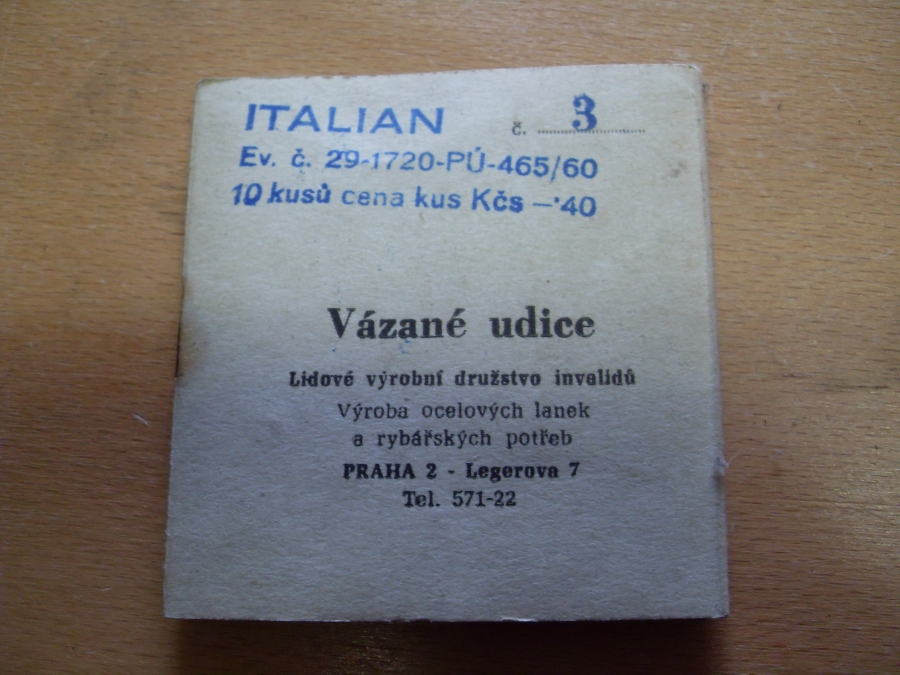 ITALIAN č. 3
Ev. č. 29-1720-PÚ-465/60
10 kusů cena kus Kčs —·40
Vázané udice
Lidové výrobní družstvo invalidů
Výroba ocelových lanek
a rybářských potřeb
PRAHA 2 - Legerova 7
Tel. 571-22